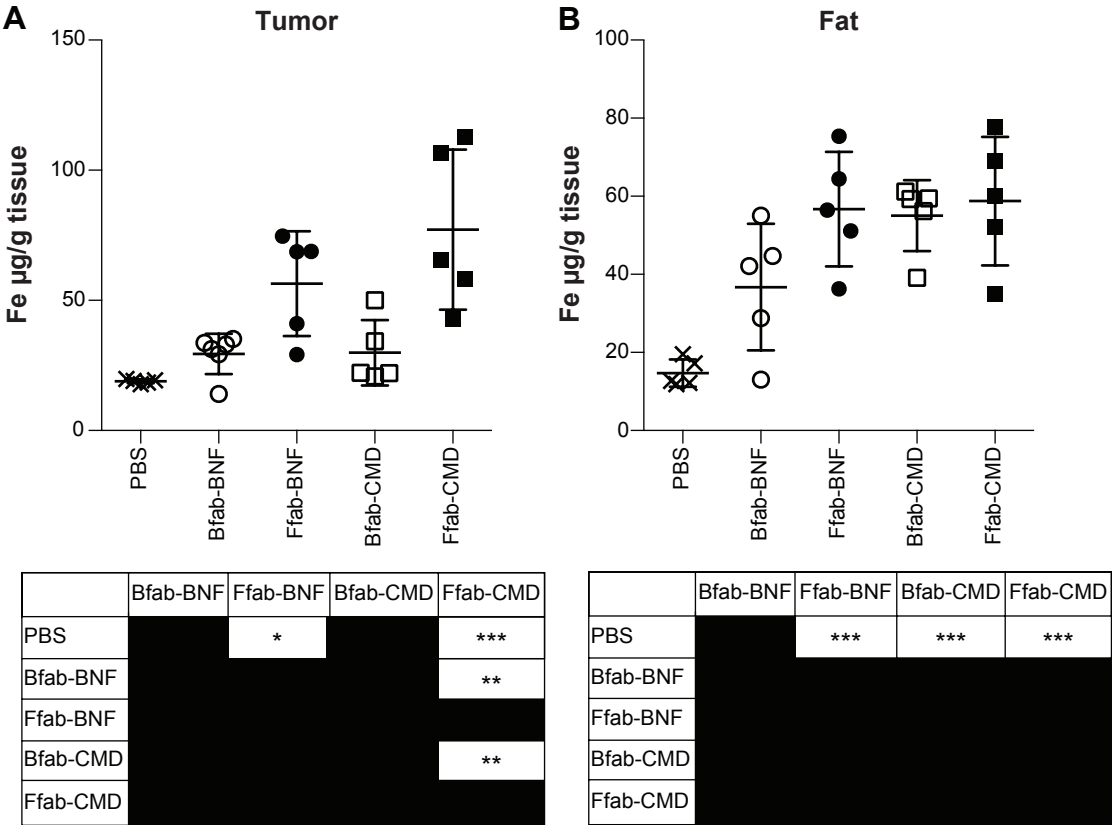 A
Tumor
Fe µg/g tissue
150
100
50
0
PBS
Bfab-BNF
Ffab-BNF
Bfab-CMD
Ffab-CMD
Bfab-BNF Ffab-BNF Bfab-CMD Ffab-CMD
PBS * ***
Bfab-BNF **
Ffab-BNF
Bfab-CMD **
Ffab-CMD
B
Fat
Fe µg/g tissue
100
80
60
40
20
0
PBS
Bfab-BNF
Ffab-BNF
Bfab-CMD
Ffab-CMD
Bfab-BNF Ffab-BNF Bfab-CMD Ffab-CMD
PBS *** *** ***
Bfab-BNF
Ffab-BNF
Bfab-CMD
Ffab-CMD